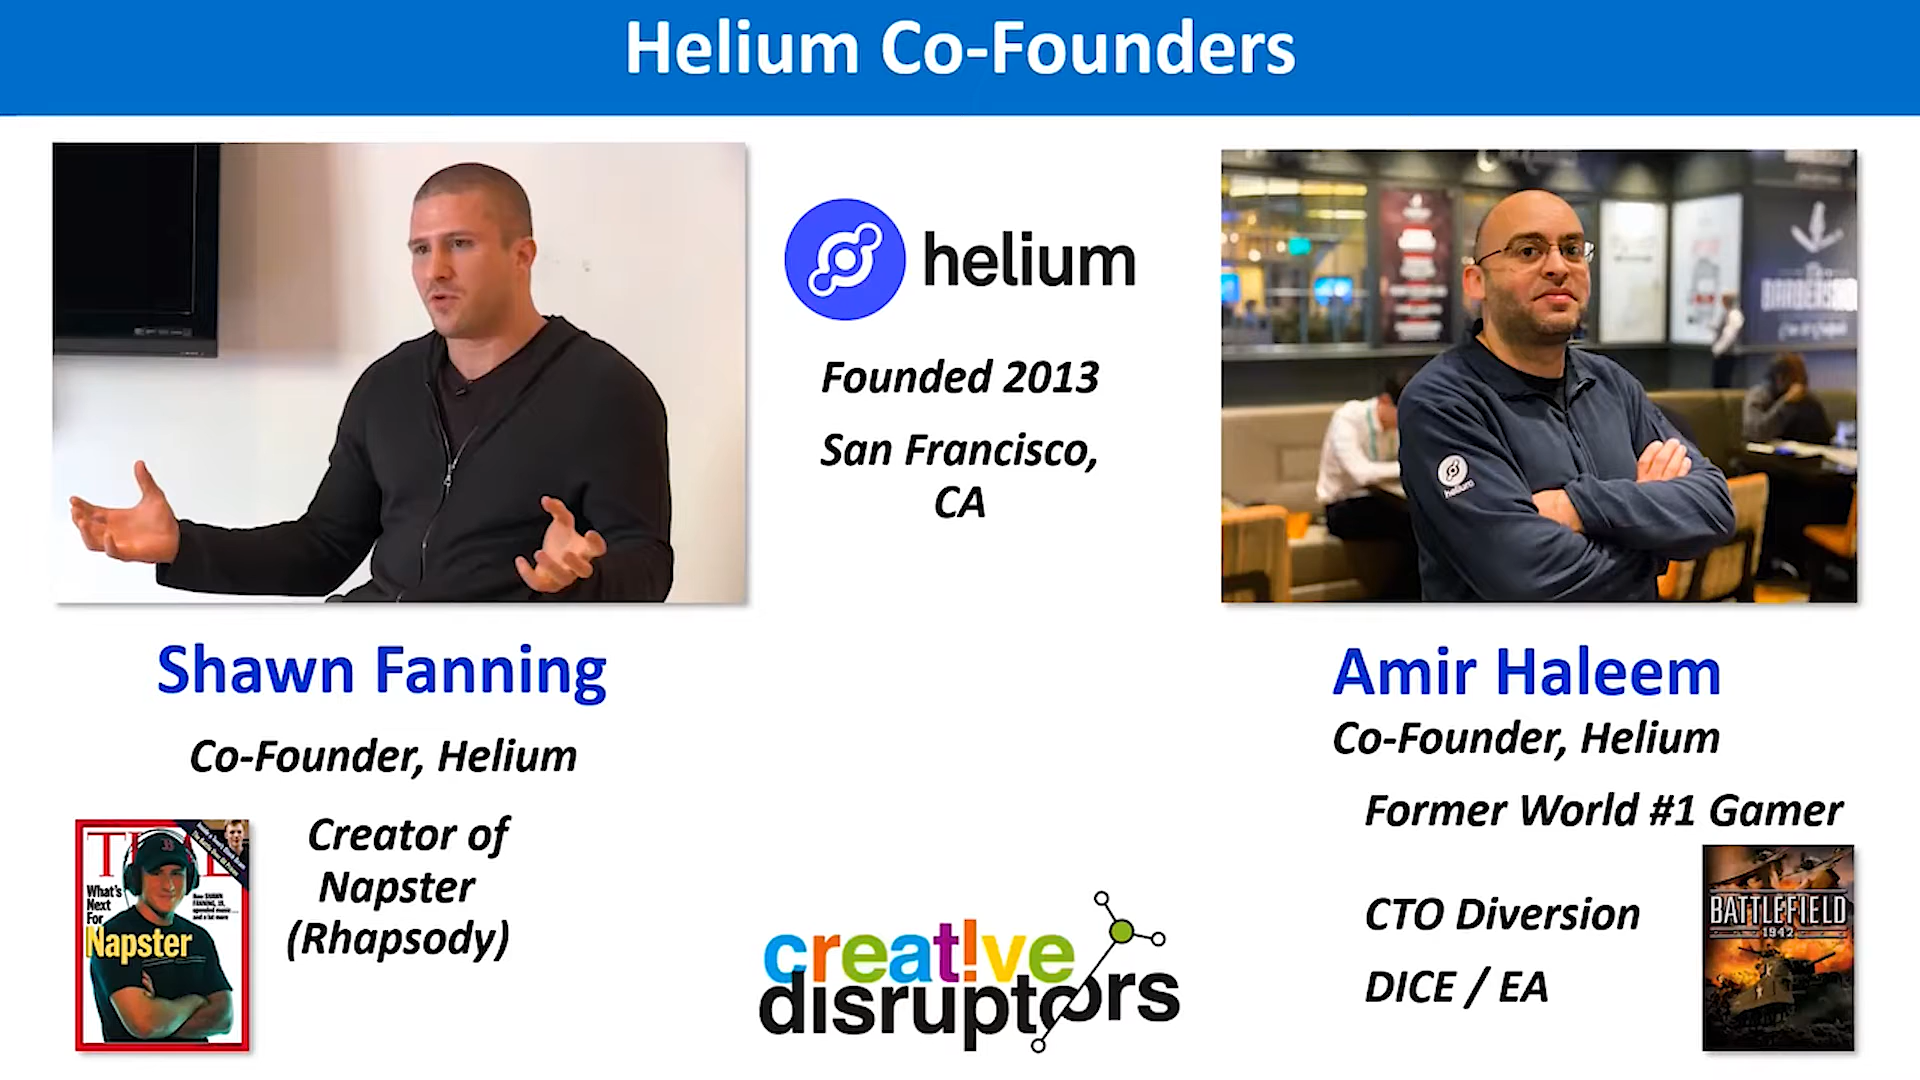 Helium Co-Founders
helium
Founded 2013
San Francisco,
CA
helium
Shawn Fanning
Co-Founder, Helium
Creator of
Napster
(Rhapsody)
TIME
What's
Next
For
Napster
Amir Haleem
Co-Founder, Helium
Former World #1 Gamer
CTO Diversion
DICE / EA
BATTLEFIELD
1942
creat!ve
disruptors